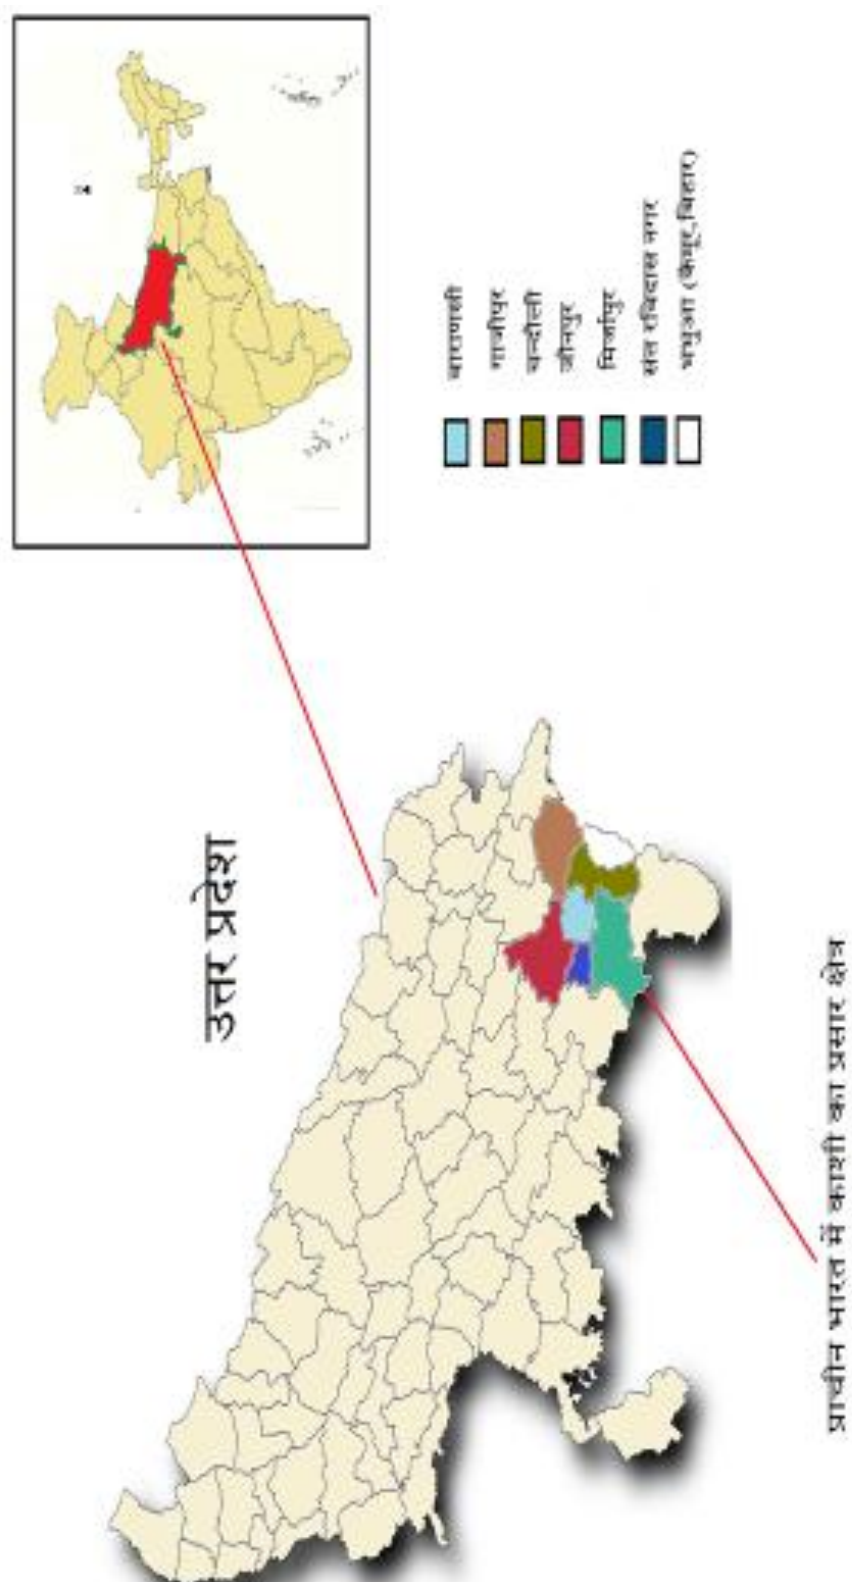 वाराणसी
गाजीपुर
चन्दौली
जौनपुर
मिर्जापुर
संत रविदास नगर
भभुआ (कैमूर, बिहार)
उत्तर प्रदेश
प्राचीन भारत में काशी का प्रसार क्षेत्र